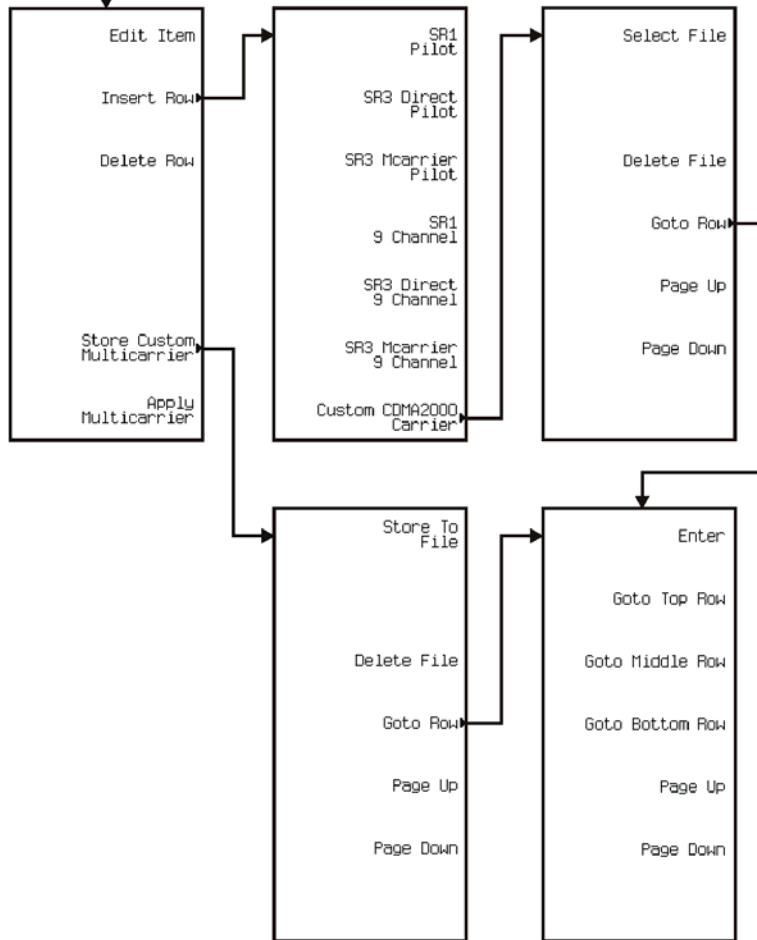 Edit Item
Insert Row
Delete Row
Store Custom
Multicarrier
Apply
Multicarrier
SR1
Pilot
SR3 Direct
Pilot
SR3 Mcarrier
Pilot
SR1
9 Channel
SR3 Direct
9 Channel
SR3 Mcarrier
9 Channel
Custom CDMA2000
Carrier
Select File
Delete File
Goto Row
Page Up
Page Down
Store To
File
Delete File
Goto Row
Page Up
Page Down
Enter
Goto Top Row
Goto Middle Row
Goto Bottom Row
Page Up
Page Down